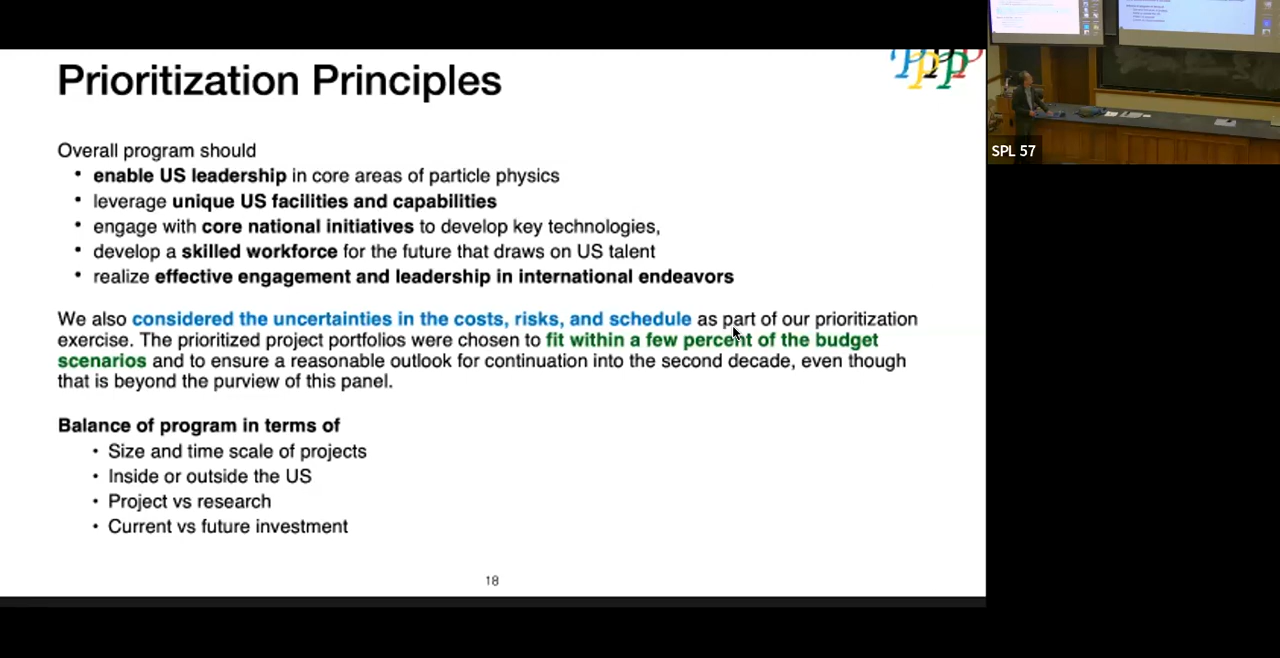 Prioritization Principles
PPPPP
SPL 57
Overall program should
• enable US leadership in core areas of particle physics
• leverage unique US facilities and capabilities
• engage with core national initiatives to develop key technologies,
• develop a skilled workforce for the future that draws on US talent
• realize effective engagement and leadership in international endeavors
We also considered the uncertainties in the costs, risks, and schedule as part of our prioritization
exercise. The prioritized project portfolios were chosen to fit within a few percent of the budget
scenarios and to ensure a reasonable outlook for continuation into the second decade, even though
that is beyond the purview of this panel.
Balance of program in terms of
• Size and time scale of projects
• Inside or outside the US
• Project vs research
• Current vs future investment
18